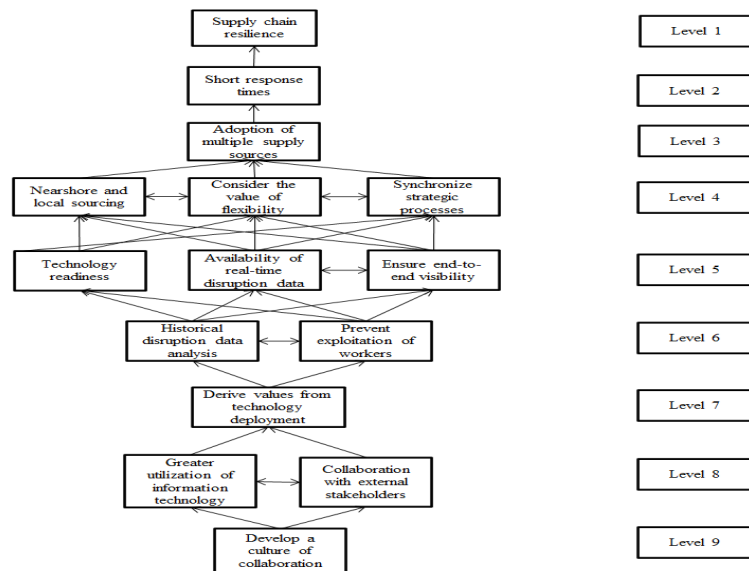 Supply chain
resilience
Level 1
Short response
times
Level 2
Adoption of
multiple supply
sources
Level 3
Nearshore and
local sourcing
Consider the
value of
flexibility
Synchronize
strategic
processes
Level 4
Technology
readiness
Availability of
real-time
disruption data
Ensure end-to-
end visibility
Level 5
Historical
disruption data
analysis
Prevent
exploitation of
workers
Level 6
Derive values from
technology
deployment
Level 7
Greater
utilization of
information
technology
Collaboration
with external
stakeholders
Level 8
Develop a
culture of
collaboration
Level 9